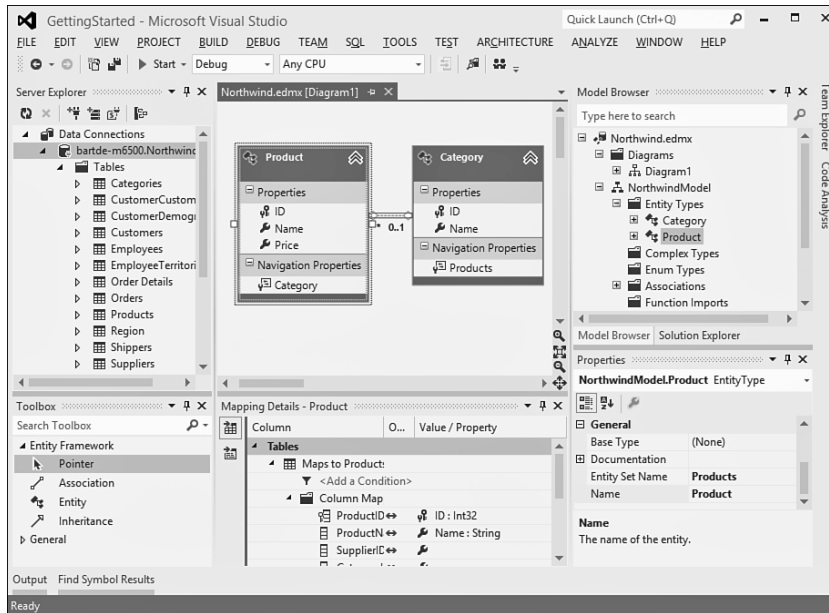 GettingStarted - Microsoft Visual Studio
Quick Launch (Ctrl+Q)
FILE EDIT VIEW PROJECT BUILD DEBUG TEAM SQL TOOLS TEST ARCHITECTURE ANALYZE WINDOW HELP
Start Debug Any CPU
Server Explorer
Data Connections
bartde-m6500.Northwind
Tables
Categories
CustomerCustom
CustomerDemog
Customers
Employees
EmployeeTerritori
Order Details
Orders
Products
Region
Shippers
Suppliers
Northwind.edmx [Diagram1]
Product
Properties
ID
Name
Price
Navigation Properties
Category
* 0..1
Category
Properties
ID
Name
Navigation Properties
Products
Model Browser
Type here to search
Northwind.edmx
Diagrams
Diagram1
NorthwindModel
Entity Types
Category
Product
Complex Types
Enum Types
Associations
Function Imports
Model Browser Solution Explorer
Team Explorer
Code Analysis
Toolbox
Search Toolbox
Entity Framework
Pointer
Association
Entity
Inheritance
General
Mapping Details - Product
Column O... Value / Property
Tables
Maps to Products
<Add a Condition>
Column Map
ProductID ID : Int32
ProductN Name : String
SupplierID
Properties
NorthwindModel.Product EntityType
General
Base Type (None)
Documentation
Entity Set Name Products
Name Product
Name
The name of the entity.
Output Find Symbol Results
Ready